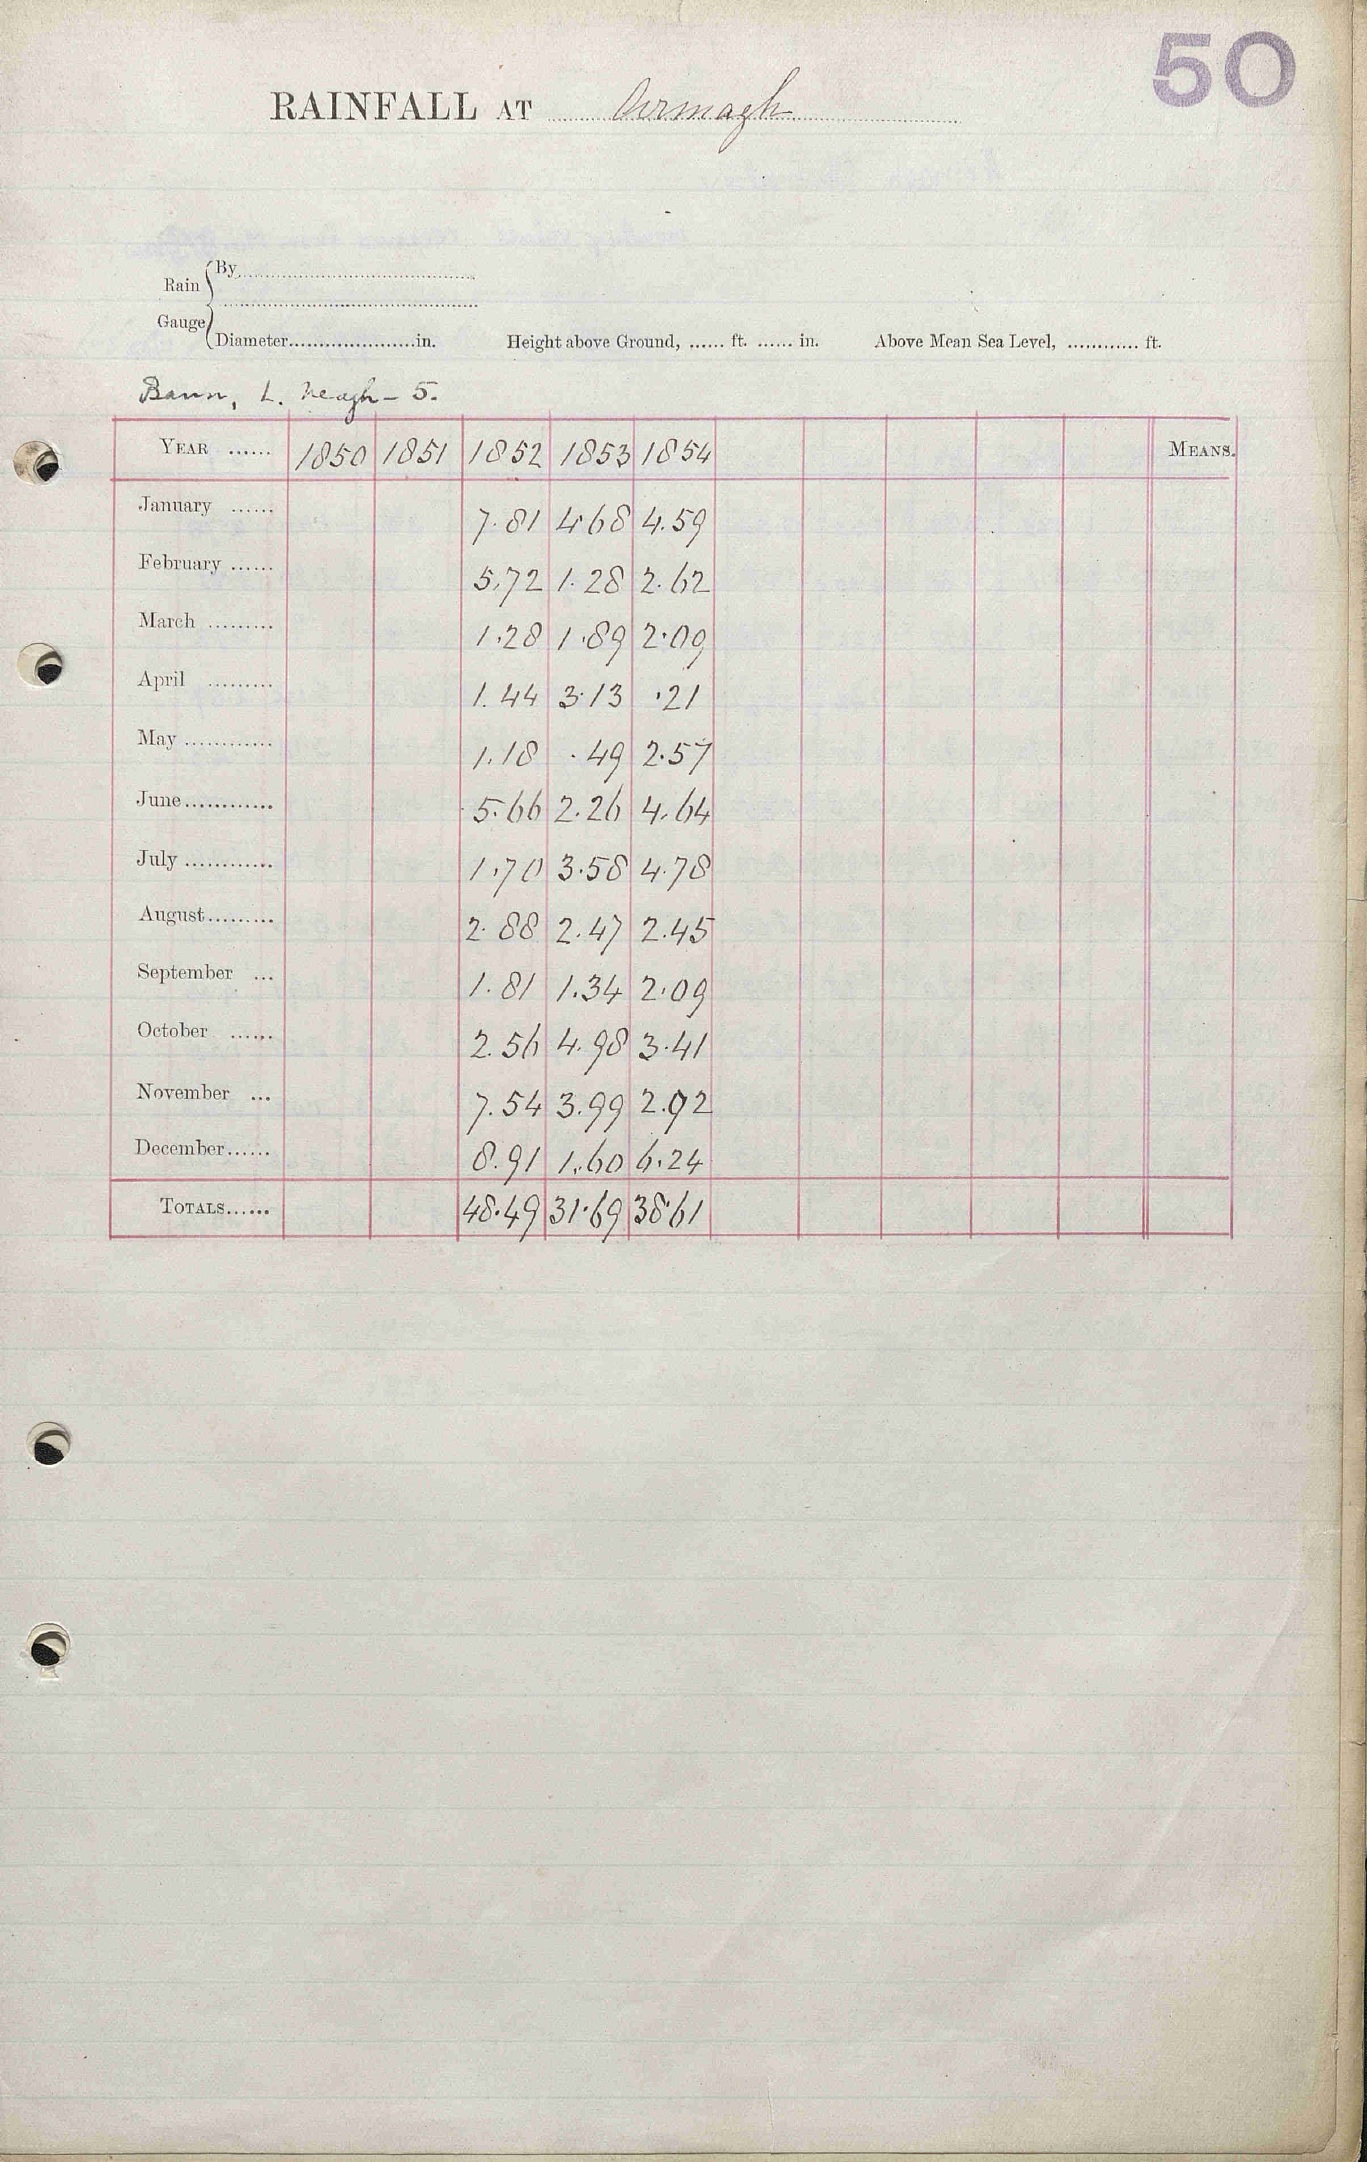 50
RAINFALL AT Armagh
Rain Gauge
By
Diameter in. Height above Ground, ft. in. Above Mean Sea Level, ft.
Bann, L. Neagh - 5.
YEAR 1850 1851 1852 1853 1854 MEANS.
January 7.81 4.68 4.59
February 5.72 1.28 2.62
March 1.28 1.89 2.09
April 1.44 3.13 .21
May 1.18 .49 2.57
June 5.66 2.26 4.64
July 1.70 3.58 4.78
August 2.88 2.47 2.45
September 1.81 1.34 2.09
October 2.56 4.98 3.41
November 7.54 3.99 2.92
December 8.91 1.60 6.24
TOTALS 48.49 31.69 38.61